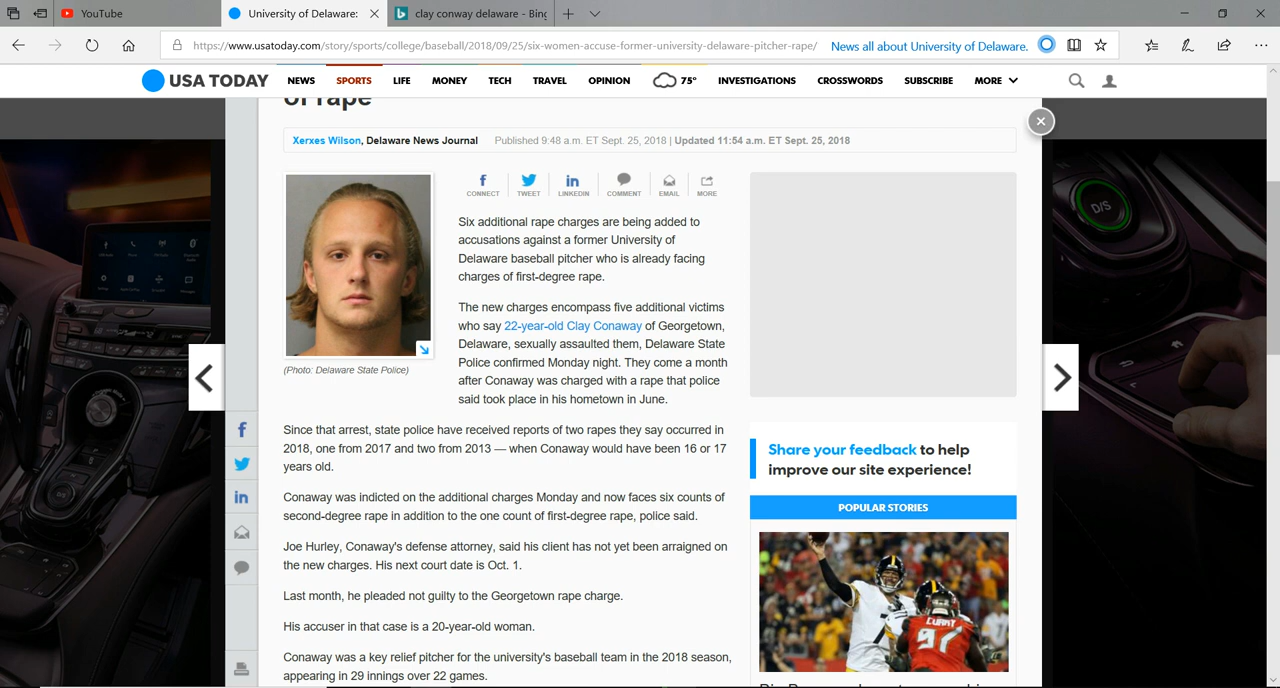 YouTube
University of Delaware:
clay conway delaware - Bing
https://www.usatoday.com/story/sports/college/baseball/2018/09/25/six-women-accuse-former-university-delaware-pitcher-rape/
News all about University of Delaware.
USA TODAY
NEWS
SPORTS
LIFE
MONEY
TECH
TRAVEL
OPINION
75°
INVESTIGATIONS
CROSSWORDS
SUBSCRIBE
MORE
of rape
Xerxes Wilson, Delaware News Journal
Published 9:48 a.m. ET Sept. 25, 2018 | Updated 11:54 a.m. ET Sept. 25, 2018
CONNECT
TWEET
LINKEDIN
COMMENT
EMAIL
MORE
(Photo: Delaware State Police)
Six additional rape charges are being added to
accusations against a former University of
Delaware baseball pitcher who is already facing
charges of first-degree rape.
The new charges encompass five additional victims
who say 22-year-old Clay Conaway of Georgetown,
Delaware, sexually assaulted them, Delaware State
Police confirmed Monday night. They come a month
after Conaway was charged with a rape that police
said took place in his hometown in June.
Since that arrest, state police have received reports of two rapes they say occurred in
2018, one from 2017 and two from 2013 — when Conaway would have been 16 or 17
years old.
Conaway was indicted on the additional charges Monday and now faces six counts of
second-degree rape in addition to the one count of first-degree rape, police said.
Joe Hurley, Conaway's defense attorney, said his client has not yet been arraigned on
the new charges. His next court date is Oct. 1.
Last month, he pleaded not guilty to the Georgetown rape charge.
His accuser in that case is a 20-year-old woman.
Conaway was a key relief pitcher for the university's baseball team in the 2018 season,
appearing in 29 innings over 22 games.
Share your feedback to help
improve our site experience!
POPULAR STORIES
7
CURRY
97
D/S